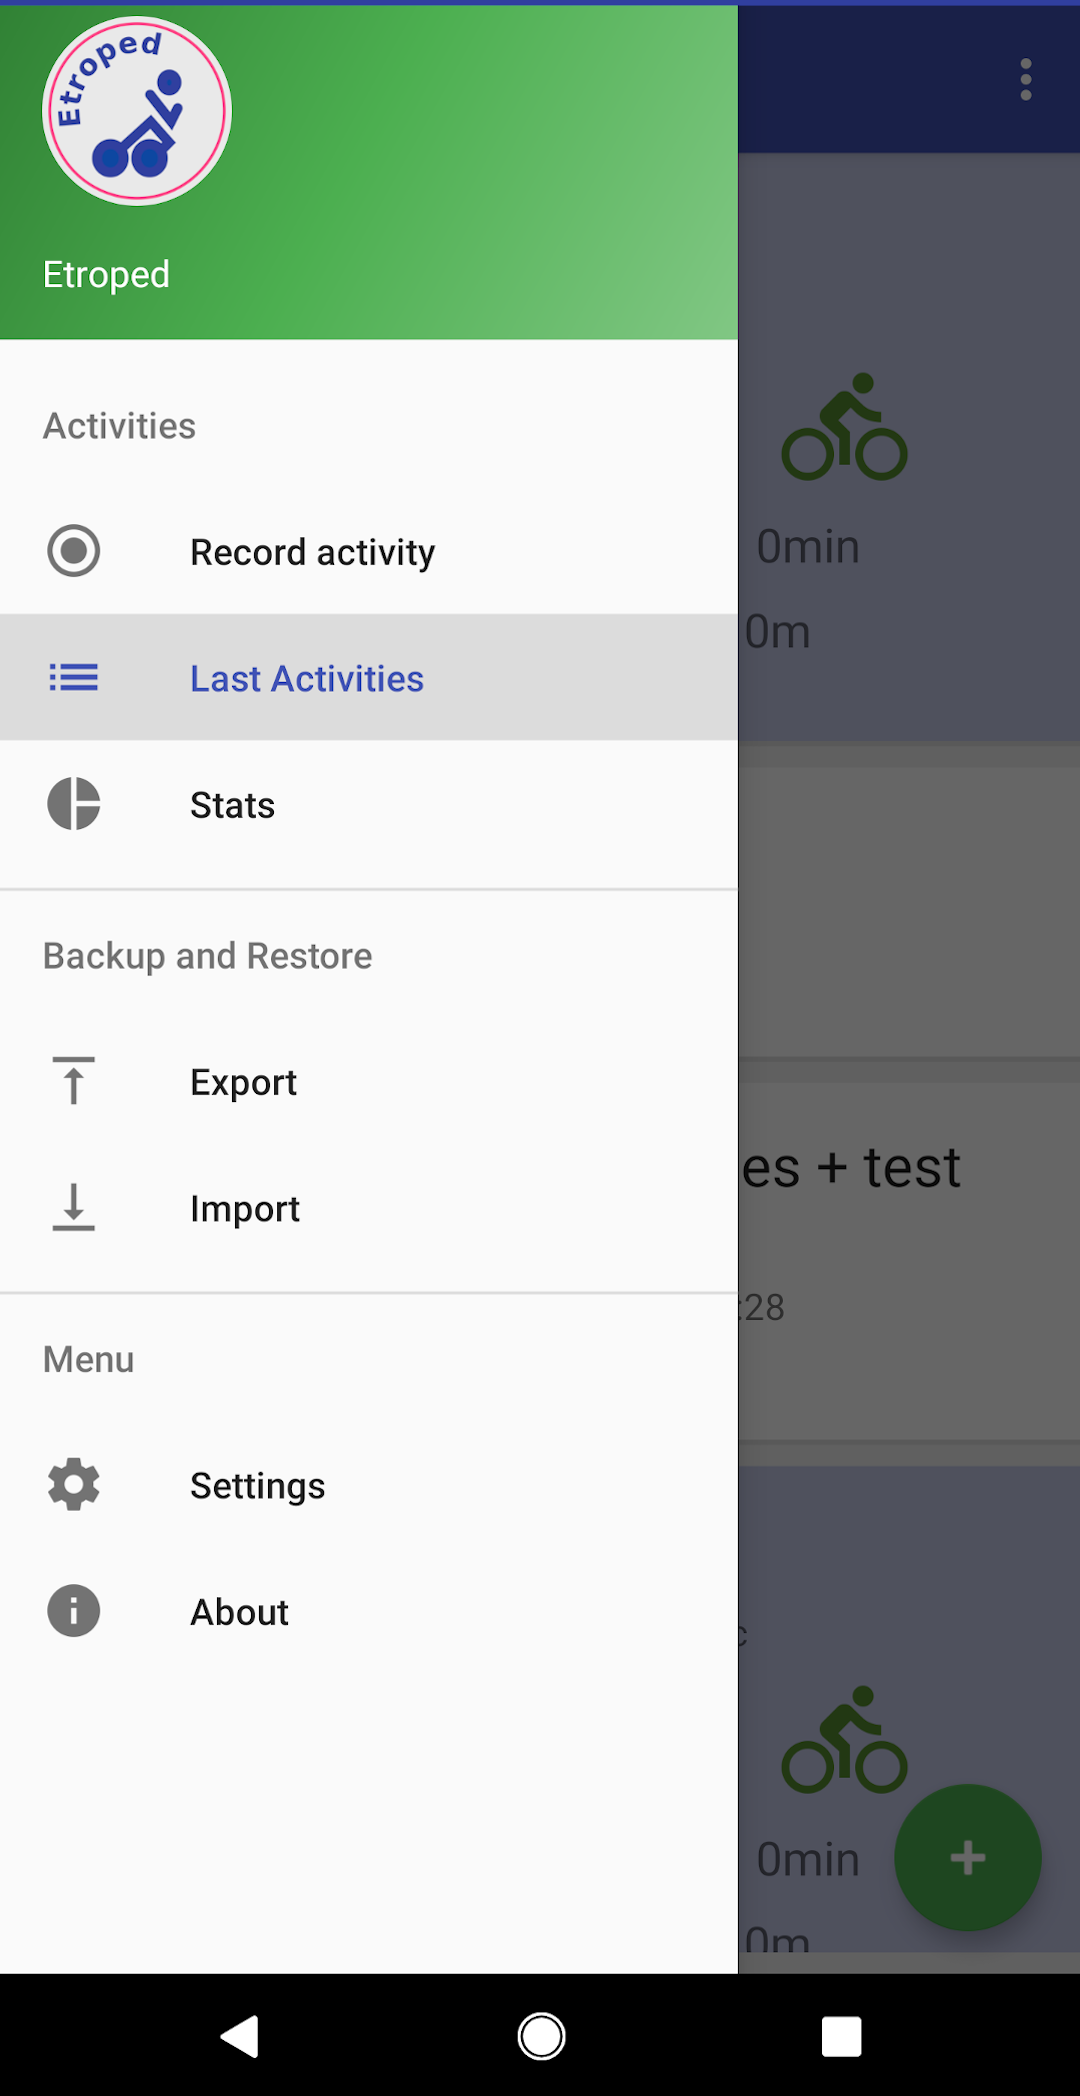 Etroped
Etroped
Activities
Record activity
Last Activities
Stats
Backup and Restore
Export
Import
Menu
Settings
About
0min
0m
es + test
:28
c
0min
0m